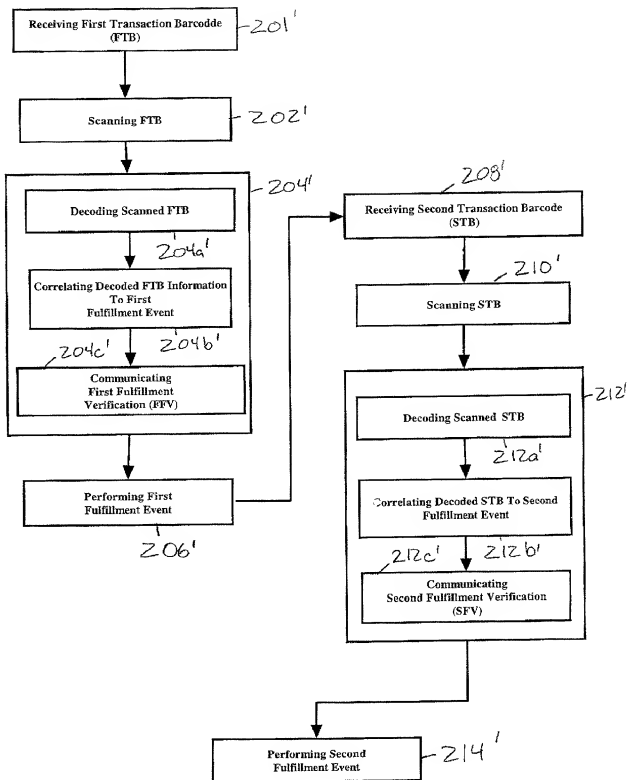 Receiving First Transaction Barcodde
(FTB)
201'
Scanning FTB
202'
204'
Decoding Scanned FTB
204a'
Correlating Decoded FTB Information
To First
Fulfillment Event
204b'
204c'
Communicating
First Fulfillment
Verification (FFV)
Performing First
Fulfillment Event
206'
208'
Receiving Second Transaction Barcode
(STB)
210'
Scanning STB
212'
Decoding Scanned STB
212a'
Correlating Decoded STB To Second
Fulfillment Event
212b'
212c'
Communicating
Second Fulfillment Verification
(SFV)
Performing Second
Fulfillment Event
214'